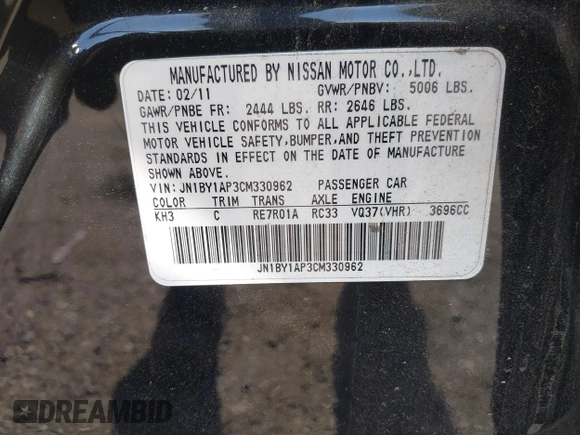 MANUFACTURED BY NISSAN MOTOR CO.,LTD.
DATE: 02/11 GVWR/PNBV: 5006 LBS.
GAWR/PNBE FR: 2444 LBS. RR: 2646 LBS.
THIS VEHICLE CONFORMS TO ALL APPLICABLE FEDERAL
MOTOR VEHICLE SAFETY,BUMPER,AND THEFT PREVENTION
STANDARDS IN EFFECT ON THE DATE OF MANUFACTURE
SHOWN ABOVE.
VIN: JN1BY1AP3CM330962 PASSENGER CAR
COLOR TRIM TRANS AXLE ENGINE
KH3 C RE7R01A RC33 VQ37(VHR) 3696CC
JN1BY1AP3CM330962
DREAMBID